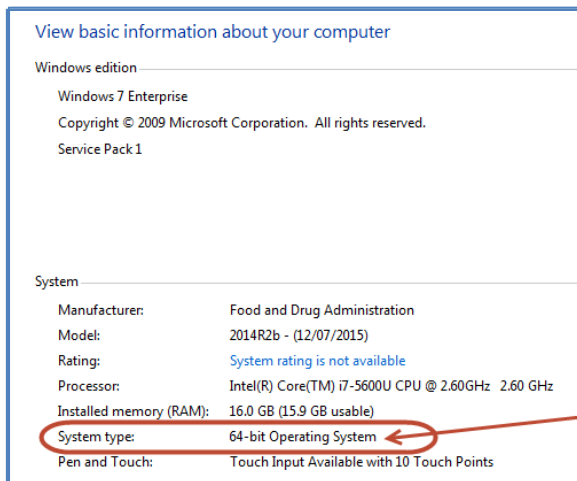 View basic information about your computer
Windows edition
Windows 7 Enterprise
Copyright © 2009 Microsoft Corporation. All rights reserved.
Service Pack 1
System
Manufacturer: Food and Drug Administration
Model: 2014R2b - (12/07/2015)
Rating: System rating is not available
Processor: Intel(R) Core(TM) i7-5600U CPU @ 2.60GHz 2.60 GHz
Installed memory (RAM): 16.0 GB (15.9 GB usable)
System type: 64-bit Operating System
Pen and Touch: Touch Input Available with 10 Touch Points